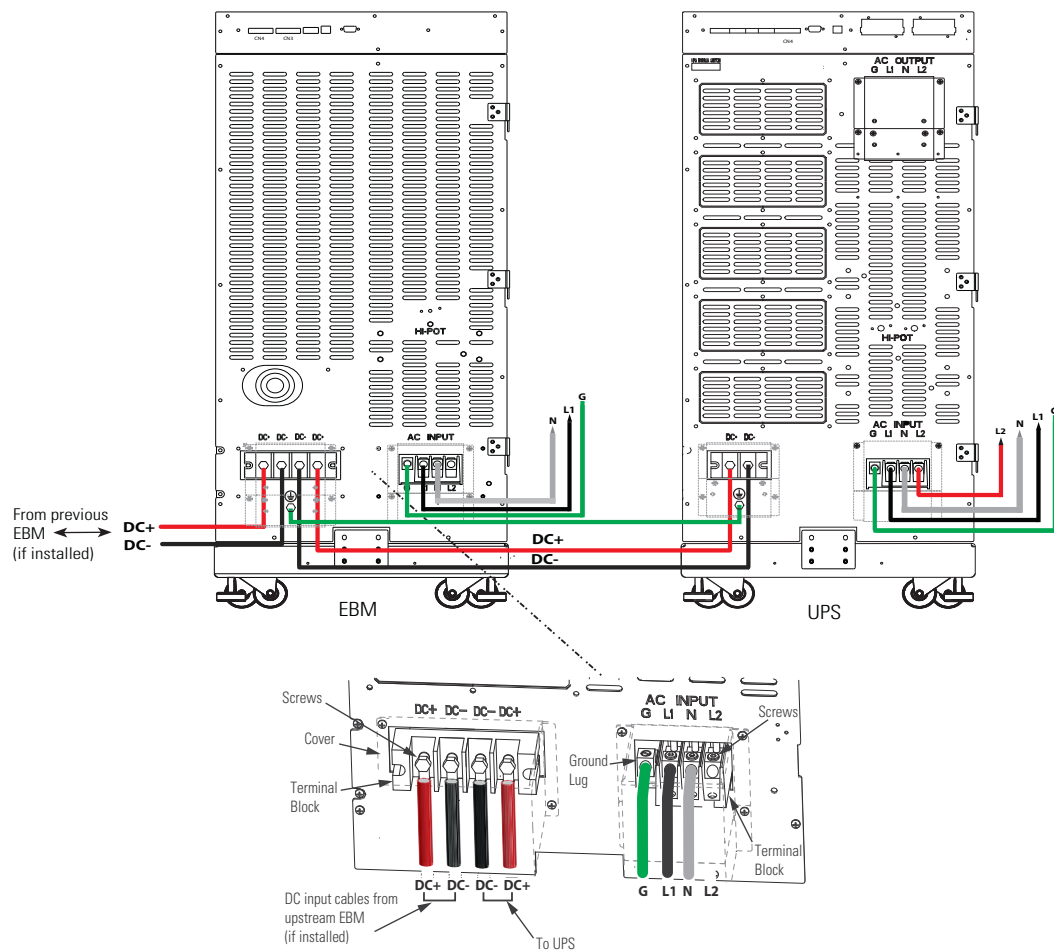 CN4 CN3
CN4
AC OUTPUT
G L1 N L2
HI-POT
HI-POT
DC+ DC- DC- DC+
AC INPUT
G L1 L2
N
L1
G
DC+ DC-
AC INPUT
G L1 N L2
L2
N
L1
G
From previous
EBM
(if installed)
DC+
DC-
DC+
DC-
EBM
UPS
Screws
Cover
Terminal
Block
DC+ DC- DC- DC+
AC INPUT
G L1 N L2
Screws
Ground
Lug
Terminal
Block
DC+ DC- DC- DC+
G L1 N L2
DC input cables from
upstream EBM
(if installed)
To UPS